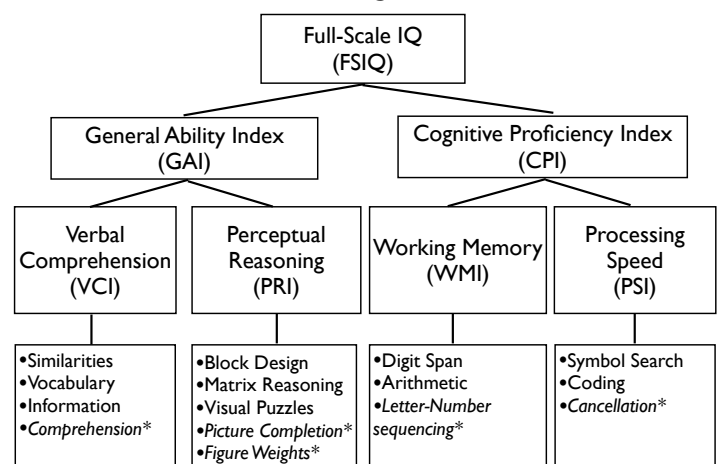 Full-Scale IQ
(FSIQ)
General Ability Index
(GAI)
Cognitive Proficiency Index
(CPI)
Verbal
Comprehension
(VCI)
Perceptual
Reasoning
(PRI)
Working Memory
(WMI)
Processing
Speed
(PSI)
•Similarities
•Vocabulary
•Information
•Comprehension*
•Block Design
•Matrix Reasoning
•Visual Puzzles
•Picture Completion*
•Figure Weights*
•Digit Span
•Arithmetic
•Letter-Number
sequencing*
•Symbol Search
•Coding
•Cancellation*